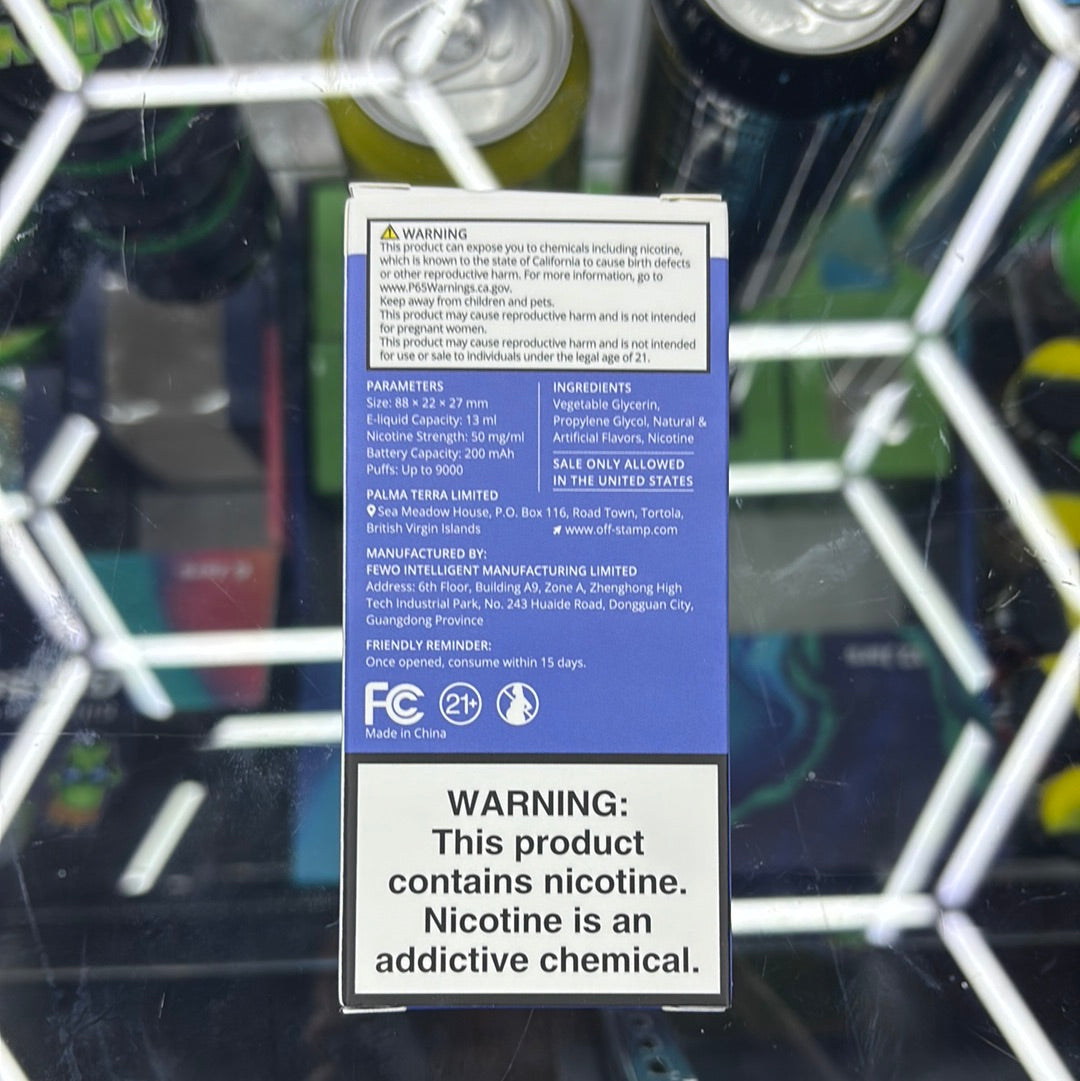 WARNING
This product can expose you to chemicals including nicotine,
which is known to the state of California to cause birth defects
or other reproductive harm. For more information, go to
www.P65Warnings.ca.gov.
Keep away from children and pets.
This product may cause reproductive harm and is not intended
for pregnant women.
This product may cause reproductive harm and is not intended
for use or sale to individuals under the legal age of 21.
PARAMETERS
Size: 88 × 22 × 27 mm
E-liquid Capacity: 13 ml
Nicotine Strength: 50 mg/ml
Battery Capacity: 200 mAh
Puffs: Up to 9000
INGREDIENTS
Vegetable Glycerin,
Propylene Glycol, Natural &
Artificial Flavors, Nicotine
SALE ONLY ALLOWED
IN THE UNITED STATES
PALMA TERRA LIMITED
Sea Meadow House, P.O. Box 116, Road Town, Tortola,
British Virgin Islands
www.off-stamp.com
MANUFACTURED BY:
FEWO INTELLIGENT MANUFACTURING LIMITED
Address: 6th Floor, Building A9, Zone A, Zhenghong High
Tech Industrial Park, No. 243 Huaide Road, Dongguan City,
Guangdong Province
FRIENDLY REMINDER:
Once opened, consume within 15 days.
FC
21+
Made in China
WARNING:
This product
contains nicotine.
Nicotine is an
addictive chemical.